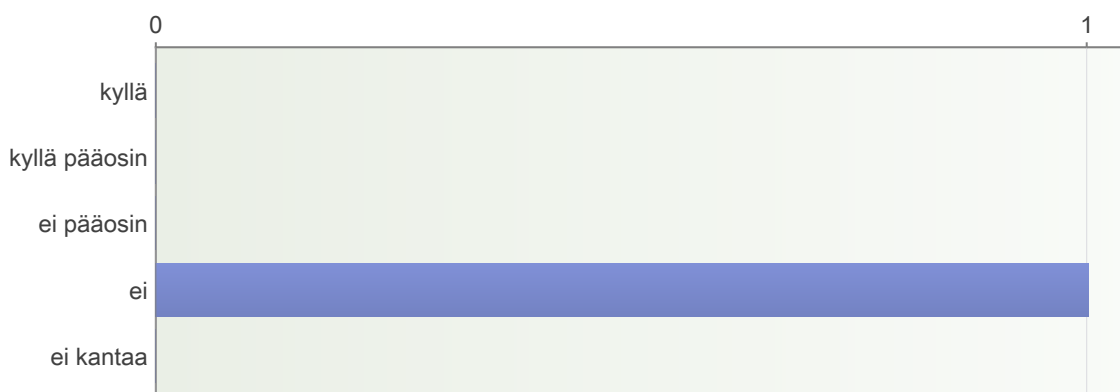 0 1
kyllä
kyllä pääosin
ei pääosin
ei
ei kantaa